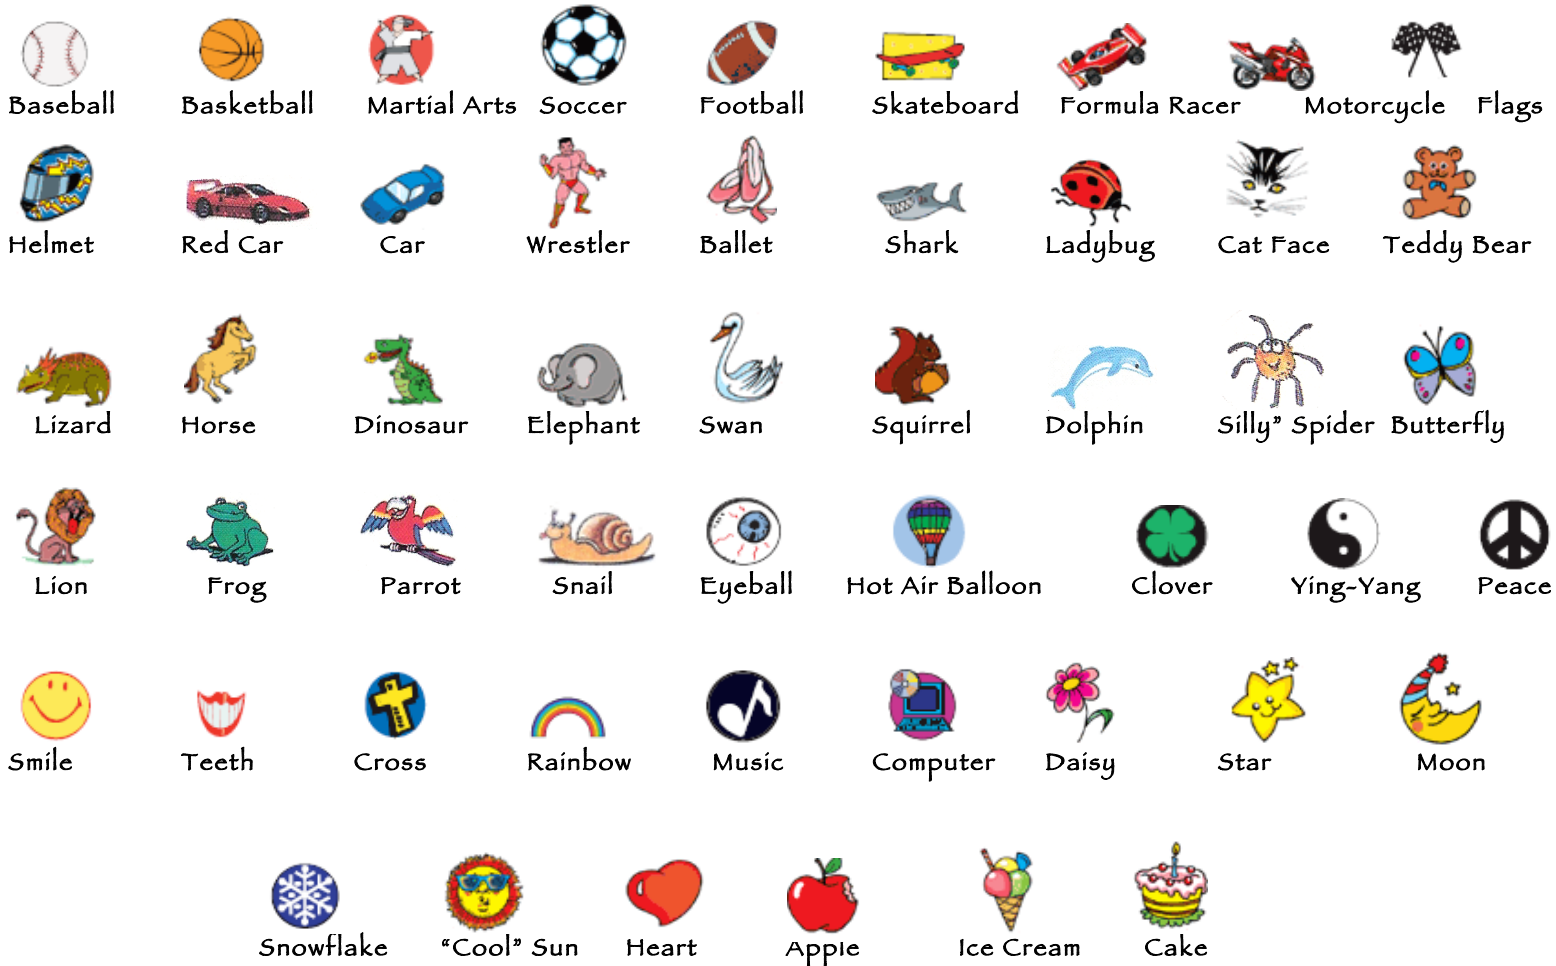 Baseball Basketball Martial Arts Soccer Football Skateboard Formula Racer Motorcycle Flags
Helmet Red Car Car Wrestler Ballet Shark Ladybug Cat Face Teddy Bear
Lizard Horse Dinosaur Elephant Swan Squirrel Dolphin Silly” Spider Butterfly
Lion Frog Parrot Snail Eyeball Hot Air Balloon Clover Ying-Yang Peace
Smile Teeth Cross Rainbow Music Computer Daisy Star Moon
Snowflake “Cool” Sun Heart Apple Ice Cream Cake